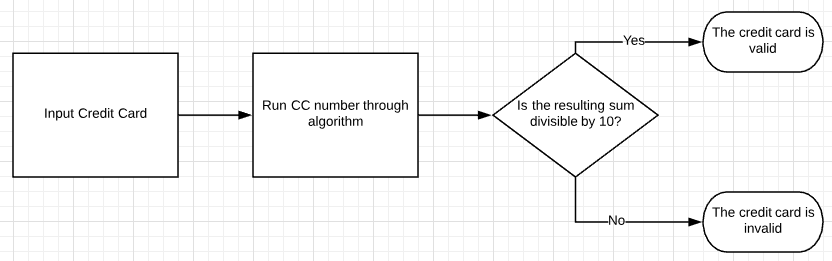 Input Credit Card
Run CC number through
algorithm
Is the resulting sum
divisible by 10?
Yes
The credit card is
valid
No
The credit card is
invalid